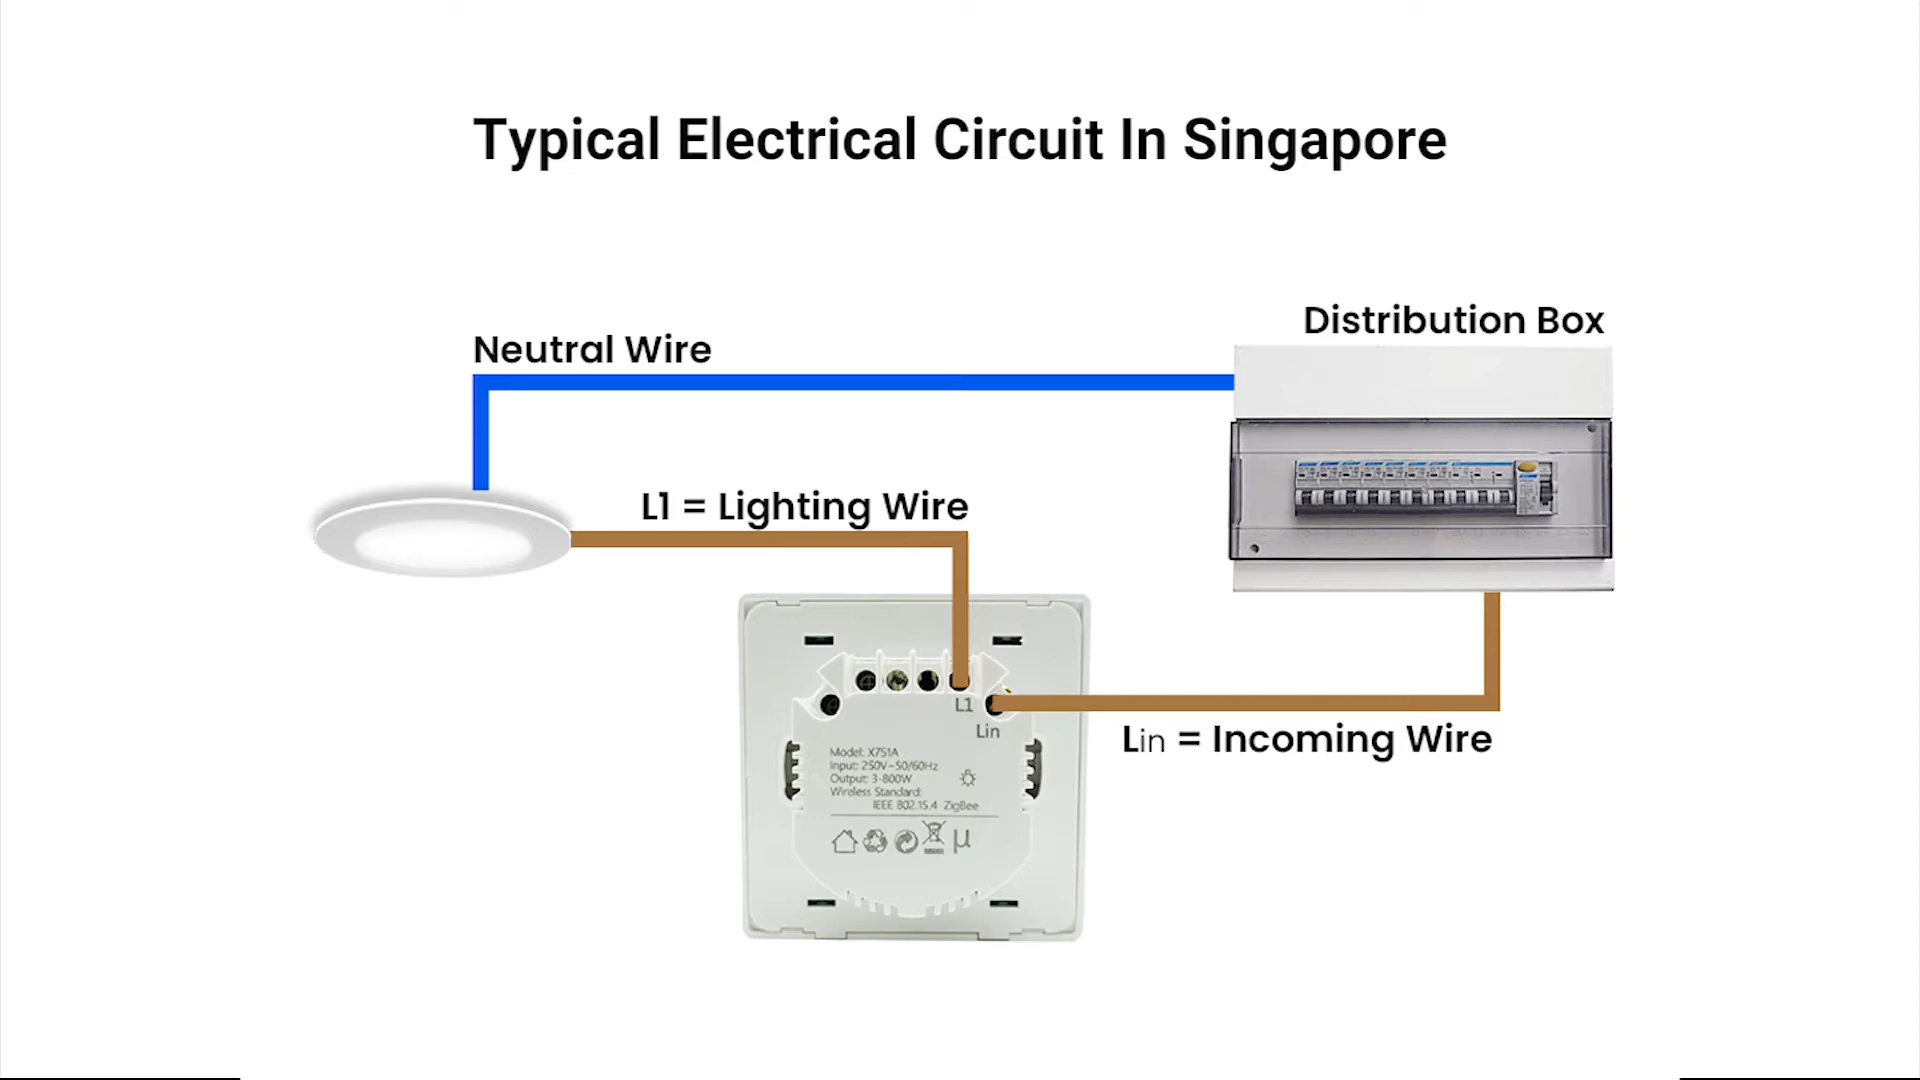 Typical Electrical Circuit In Singapore
Distribution Box
Neutral Wire
L1 = Lighting Wire
L1
Lin
Lin = Incoming Wire
Model: X751A
Input: 250V~50/60Hz
Output: 3-800W
Wireless Standard:
IEEE 802.15.4 ZigBee
µ